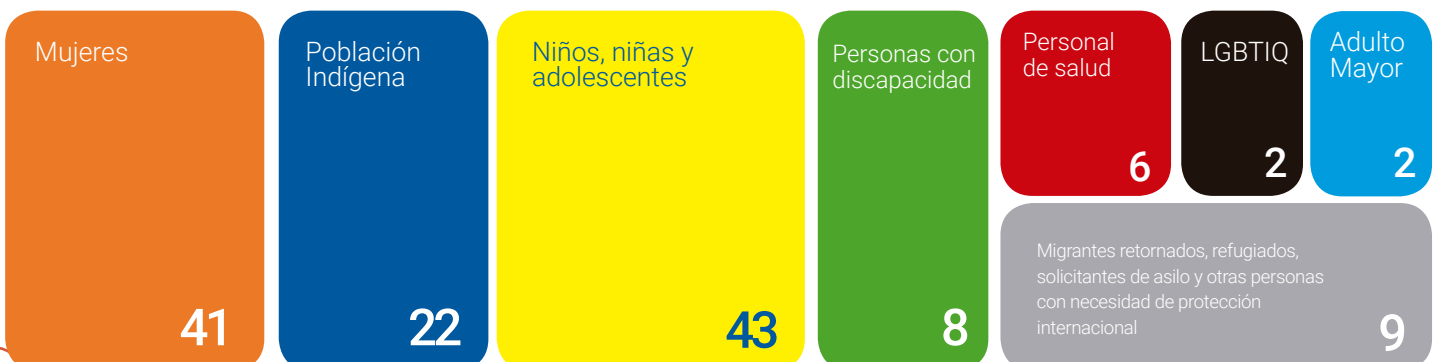 Mujeres
41
Población
Indígena
22
Niños, niñas y
adolescentes
43
Personas con
discapacidad
8
Personal
de salud
6
LGBTIQ
2
Adulto
Mayor
2
Migrantes retornados, refugiados,
solicitantes de asilo y otras personas
con necesidad de protección
internacional
9